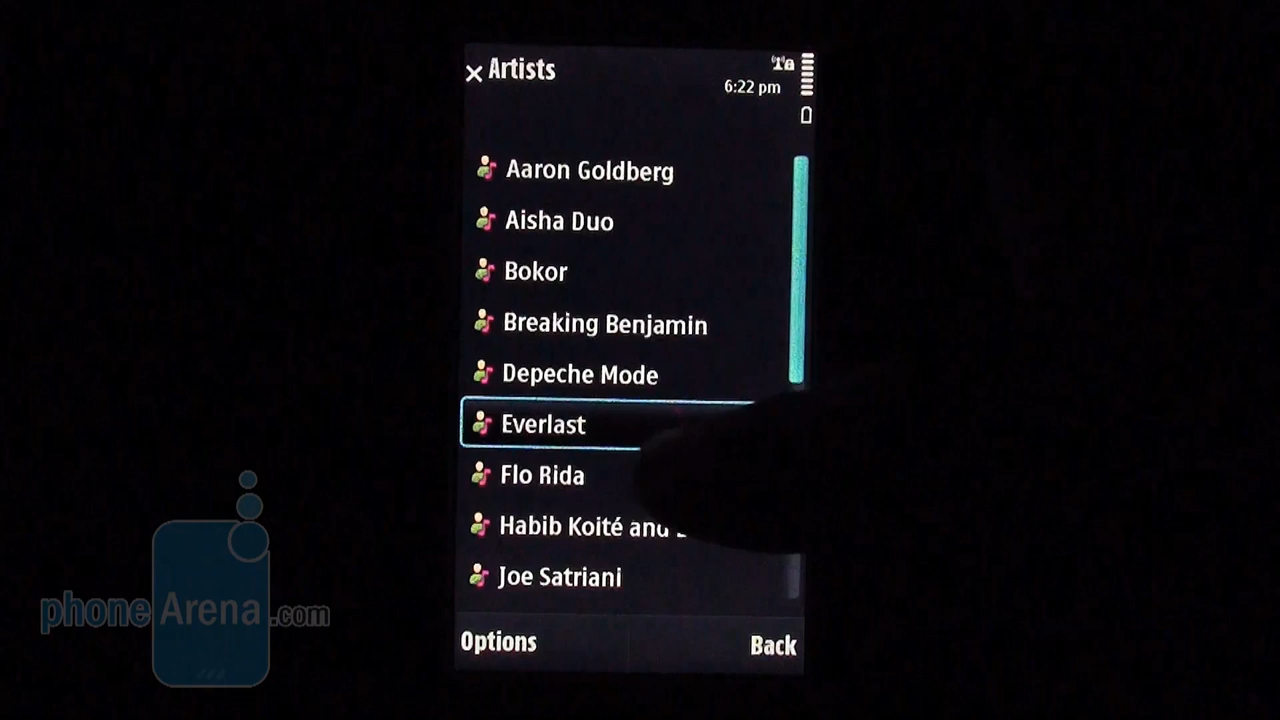 Artists
6:22 pm
Aaron Goldberg
Aisha Duo
Bokor
Breaking Benjamin
Depeche Mode
Everlast
Flo Rida
Habib Koité and
Joe Satriani
Options
Back
phoneArena.com